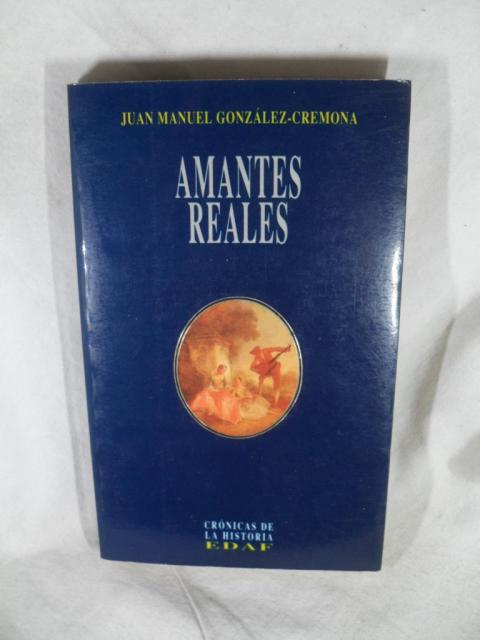 JUAN MANUEL GONZÁLEZ-CREMONA
AMANTES
REALES
CRÓNICAS DE
LA HISTORIA
EDAF